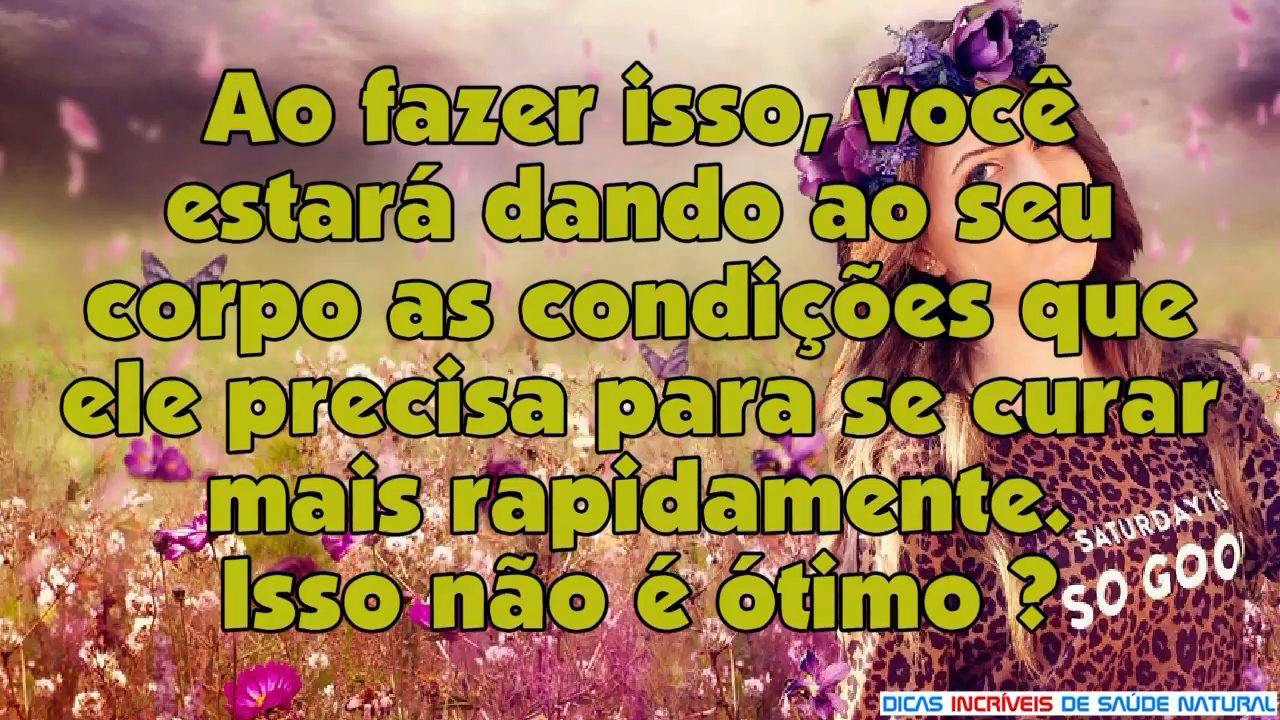 Ao fazer isso, você
estará dando ao seu
corpo as condições que
ele precisa para se curar
mais rapidamente.
Isso não é ótimo ?
SATURDAY IS
SO GOO
DICAS INCRÍVEIS DE SAÚDE NATURAL